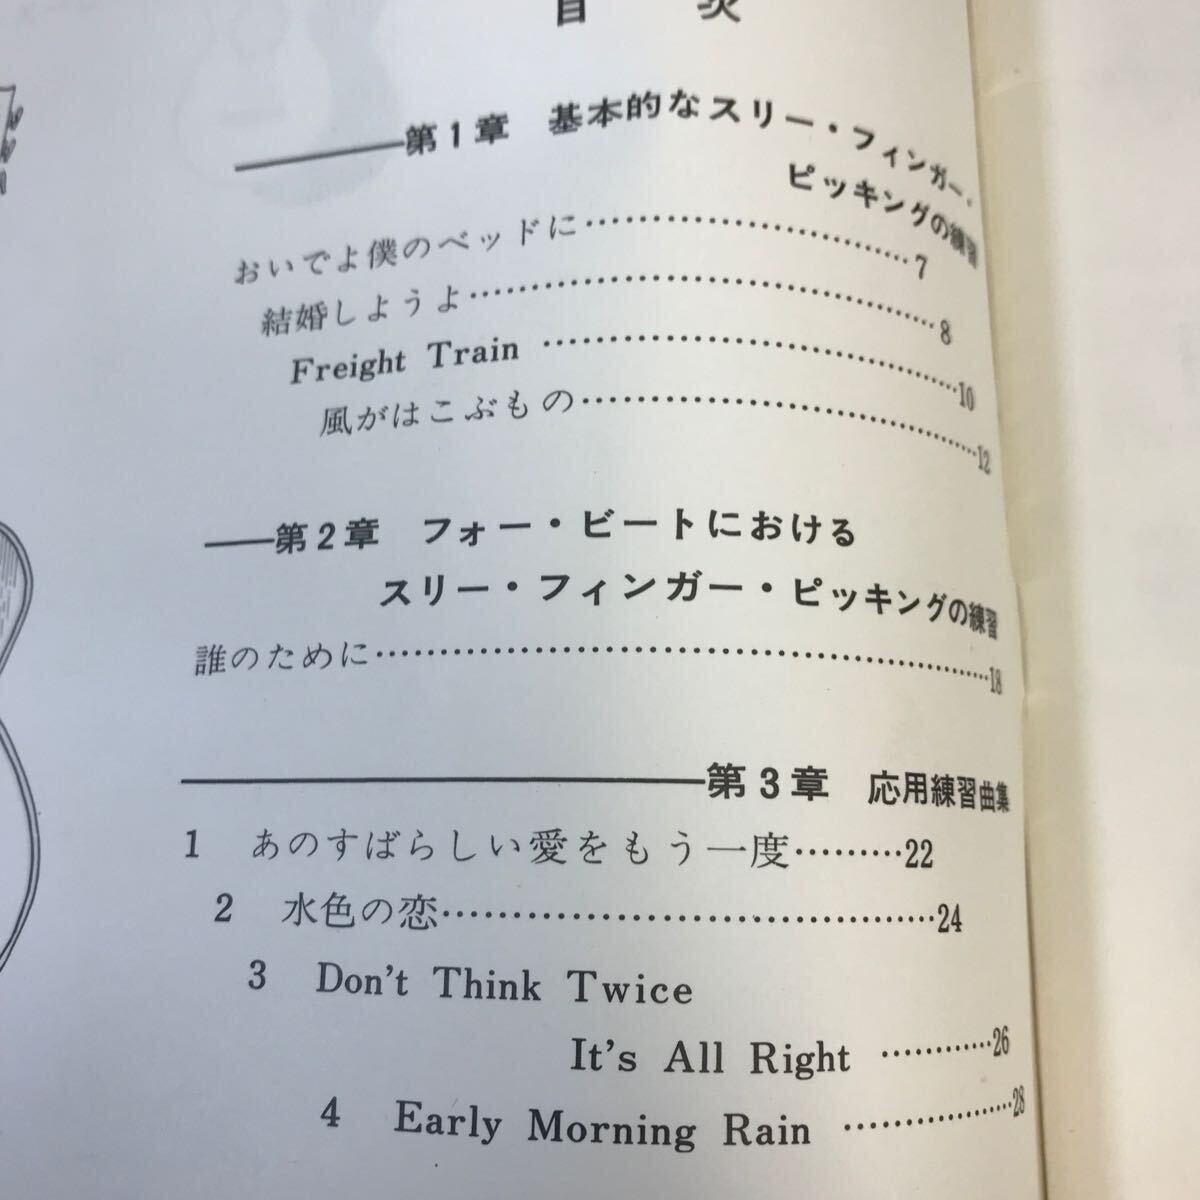 目 次
第1章 基本的なスリー・フィンガー・
ピッキングの練習
おいでよ僕のベッドに……………………7
結婚しようよ……………………8
Freight Train ……………………10
風がはこぶもの……………………12
第2章 フォー・ビートにおける
スリー・フィンガー・ピッキングの練習
誰のために……………………18
第3章 応用練習曲集
1 あのすばらしい愛をもう一度………22
2 水色の恋……………………24
3 Don't Think Twice
It's All Right …………26
4 Early Morning Rain ……………28